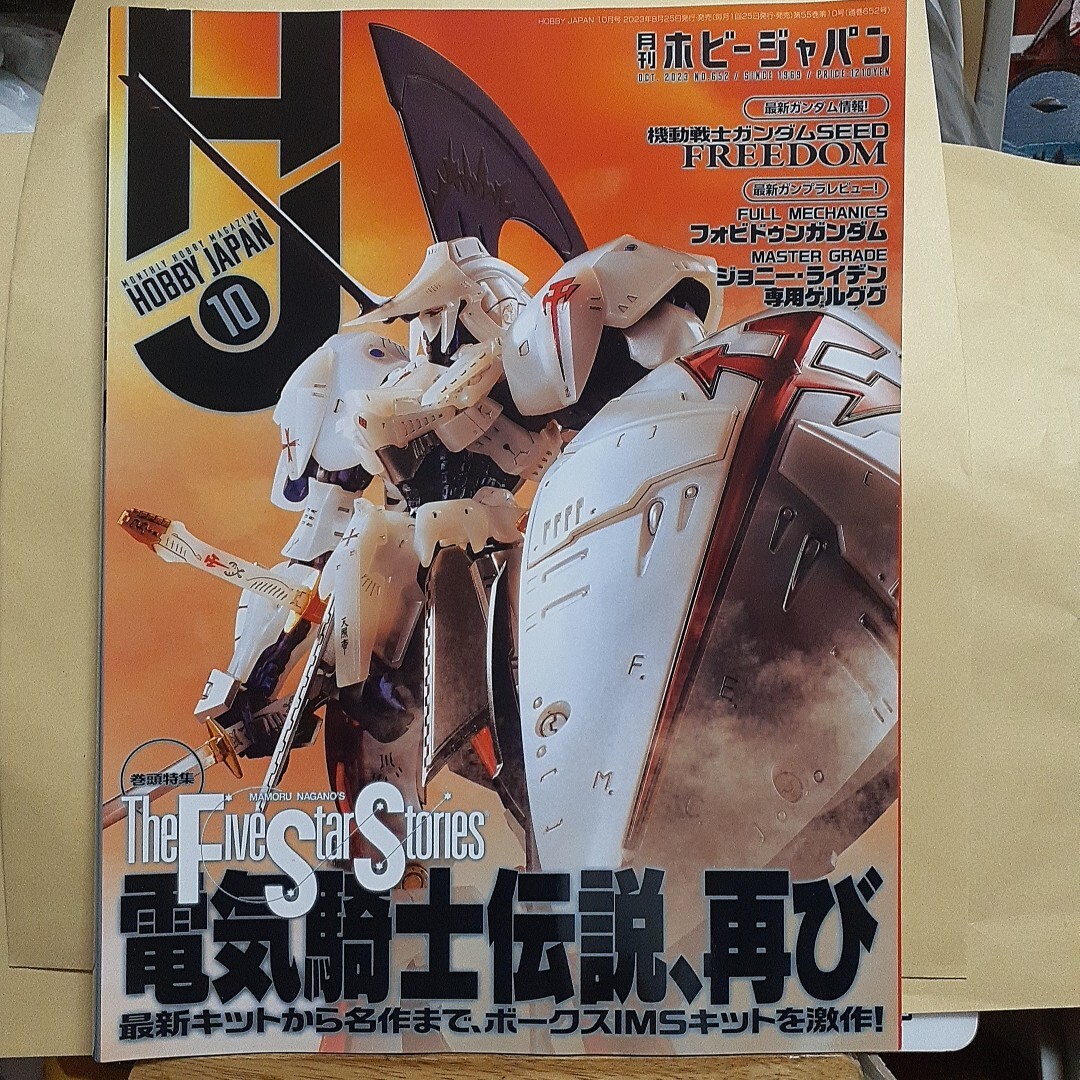 HOBBY JAPAN 10月号 2023年8月25日発行・発売(毎月1回25日発行・発売)第55巻第10号(通巻652号)
HJ
MONTHLY HOBBY MAGAZINE
HOBBY JAPAN
10
月刊ホビージャパン
OCT. 2023 NO.652 / SINCE 1969 / PRICE 1210YEN
最新ガンダム情報!
機動戦士ガンダムSEED
FREEDOM
最新ガンプラレビュー!
FULL MECHANICS
フォビドゥンガンダム
MASTER GRADE
ジョニー・ライデン
専用ゲルググ
天照帝
F.
E.
M.
C.
巻頭特集
MAMORU NAGANO'S
The Five Star Stories
電気騎士伝説、再び
最新キットから名作まで、ボークスIMSキットを激作!